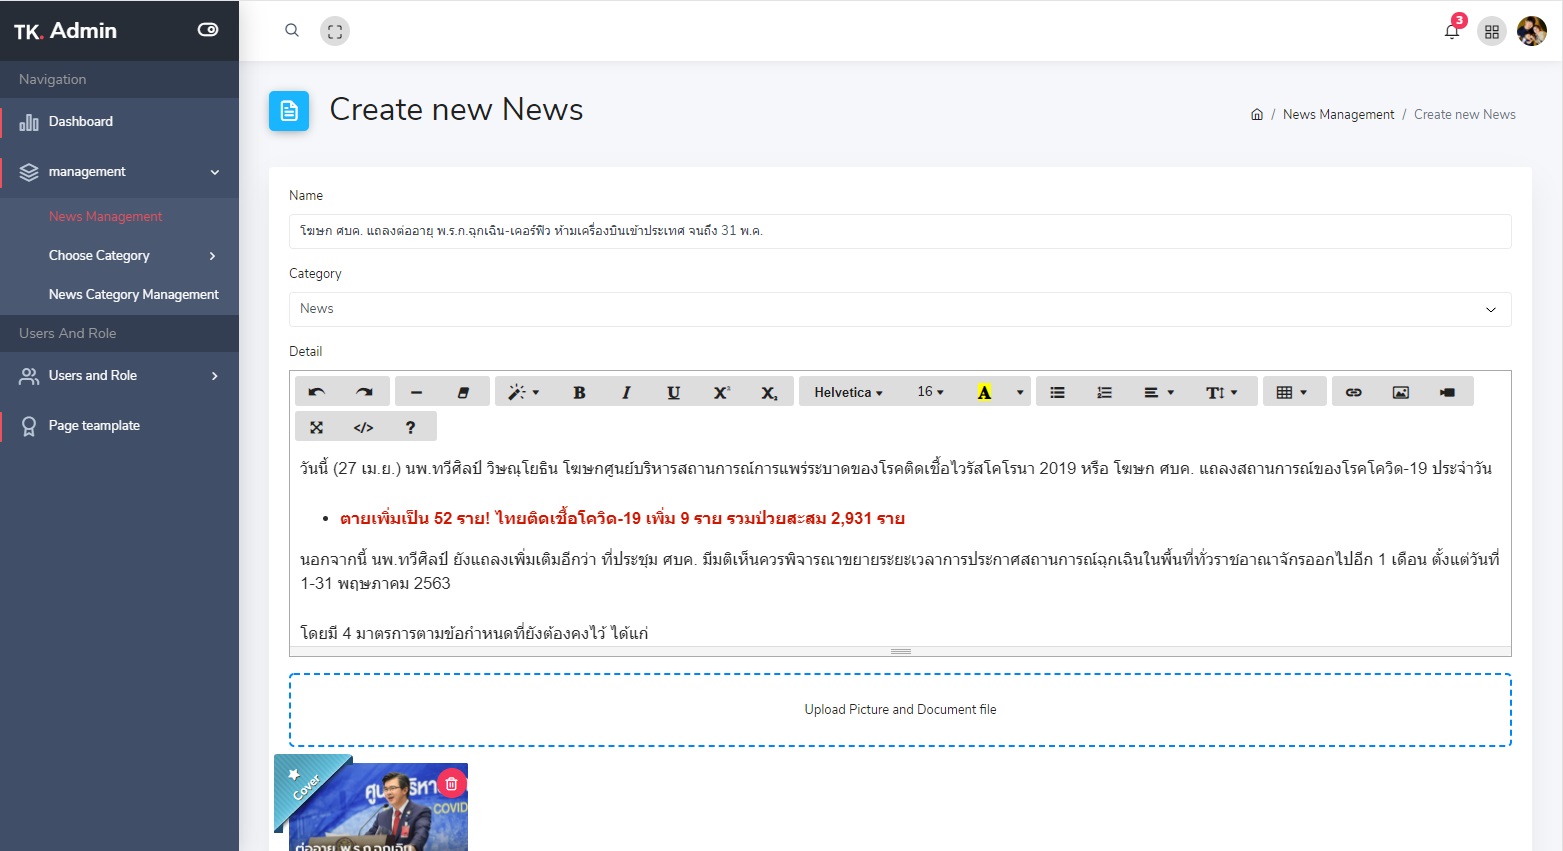 TK. Admin
3
Navigation
Dashboard
management
News Management
Choose Category
News Category Management
Users And Role
Users and Role
Page teamplate
Create new News
/ News Management / Create new News
Name
โฆษก ศบค. แถลงต่ออายุ พ.ร.ก.ฉุกเฉิน-เคอร์ฟิว ห้ามเครื่องบินเข้าประเทศ จนถึง 31 พ.ค.
Category
News
Detail
B I U X² X₂ Helvetica 16 A T
</> ?
วันนี้ (27 เม.ย.) นพ.ทวีศิลป์ วิษณุโยธิน โฆษกศูนย์บริหารสถานการณ์การแพร่ระบาดของโรคติดเชื้อไวรัสโคโรนา 2019 หรือ โฆษก ศบค. แถลงสถานการณ์ของโรคโควิด-19 ประจำวัน
• ตายเพิ่มเป็น 52 ราย! ไทยติดเชื้อโควิด-19 เพิ่ม 9 ราย รวมป่วยสะสม 2,931 ราย
นอกจากนี้ นพ.ทวีศิลป์ ยังแถลงเพิ่มเติมอีกว่า ที่ประชุม ศบค. มีมติเห็นควรพิจารณาขยายระยะเวลาการประกาศสถานการณ์ฉุกเฉินในพื้นที่ทั่วราชอาณาจักรออกไปอีก 1 เดือน ตั้งแต่วันที่
1-31 พฤษภาคม 2563
โดยมี 4 มาตรการตามข้อกำหนดที่ยังต้องคงไว้ ได้แก่
Upload Picture and Document file
Cover
COVID
ต่ออายุ พ.ร.ก.ฉุกเฉิน